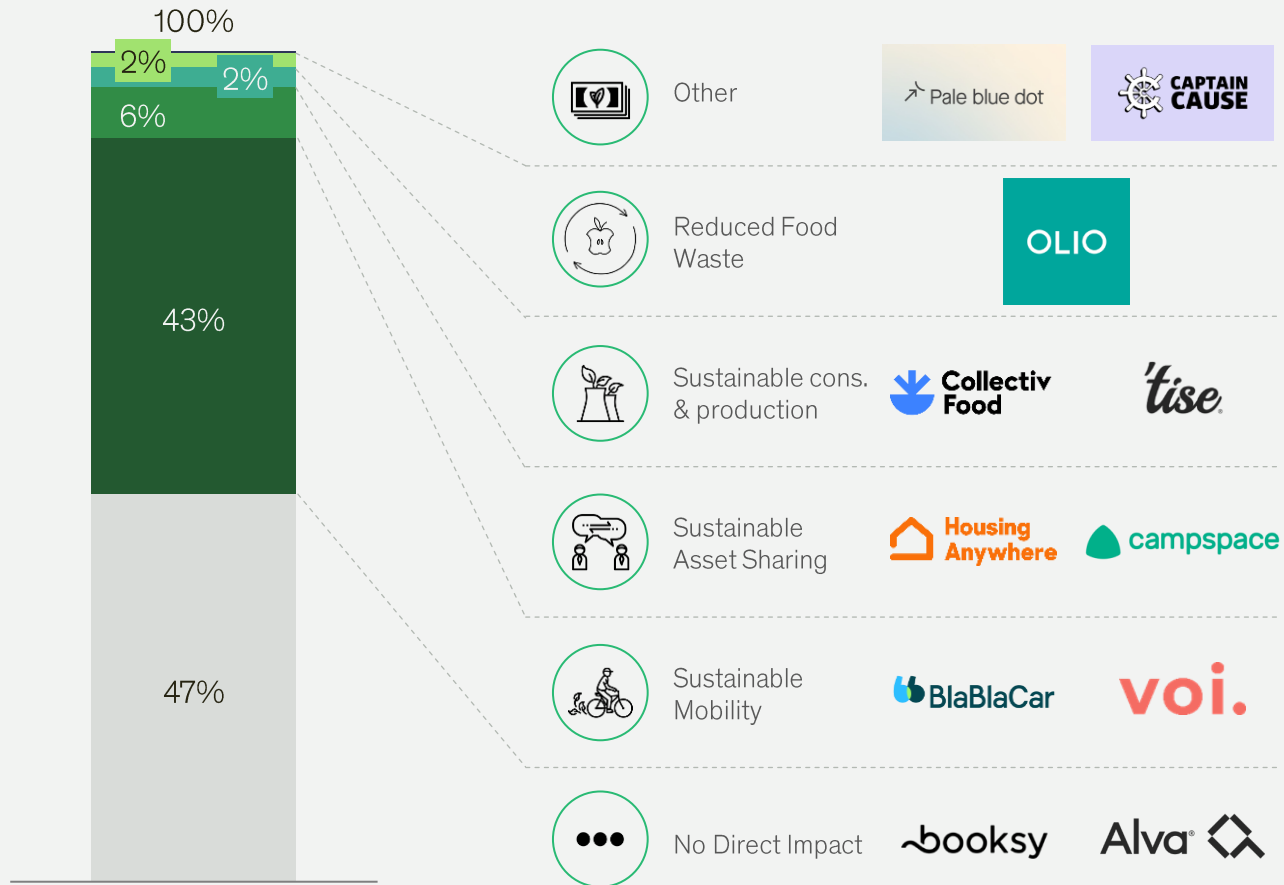 100%
2%
2%
6%
43%
47%
Other
Pale blue dot
CAPTAIN
CAUSE
Reduced Food
Waste
OLIO
Sustainable cons.
& production
Collectiv
Food
'tise.
Sustainable
Asset Sharing
Housing
Anywhere
campspace
Sustainable
Mobility
BlaBlaCar
voi.
No Direct Impact
booksy
Alva®